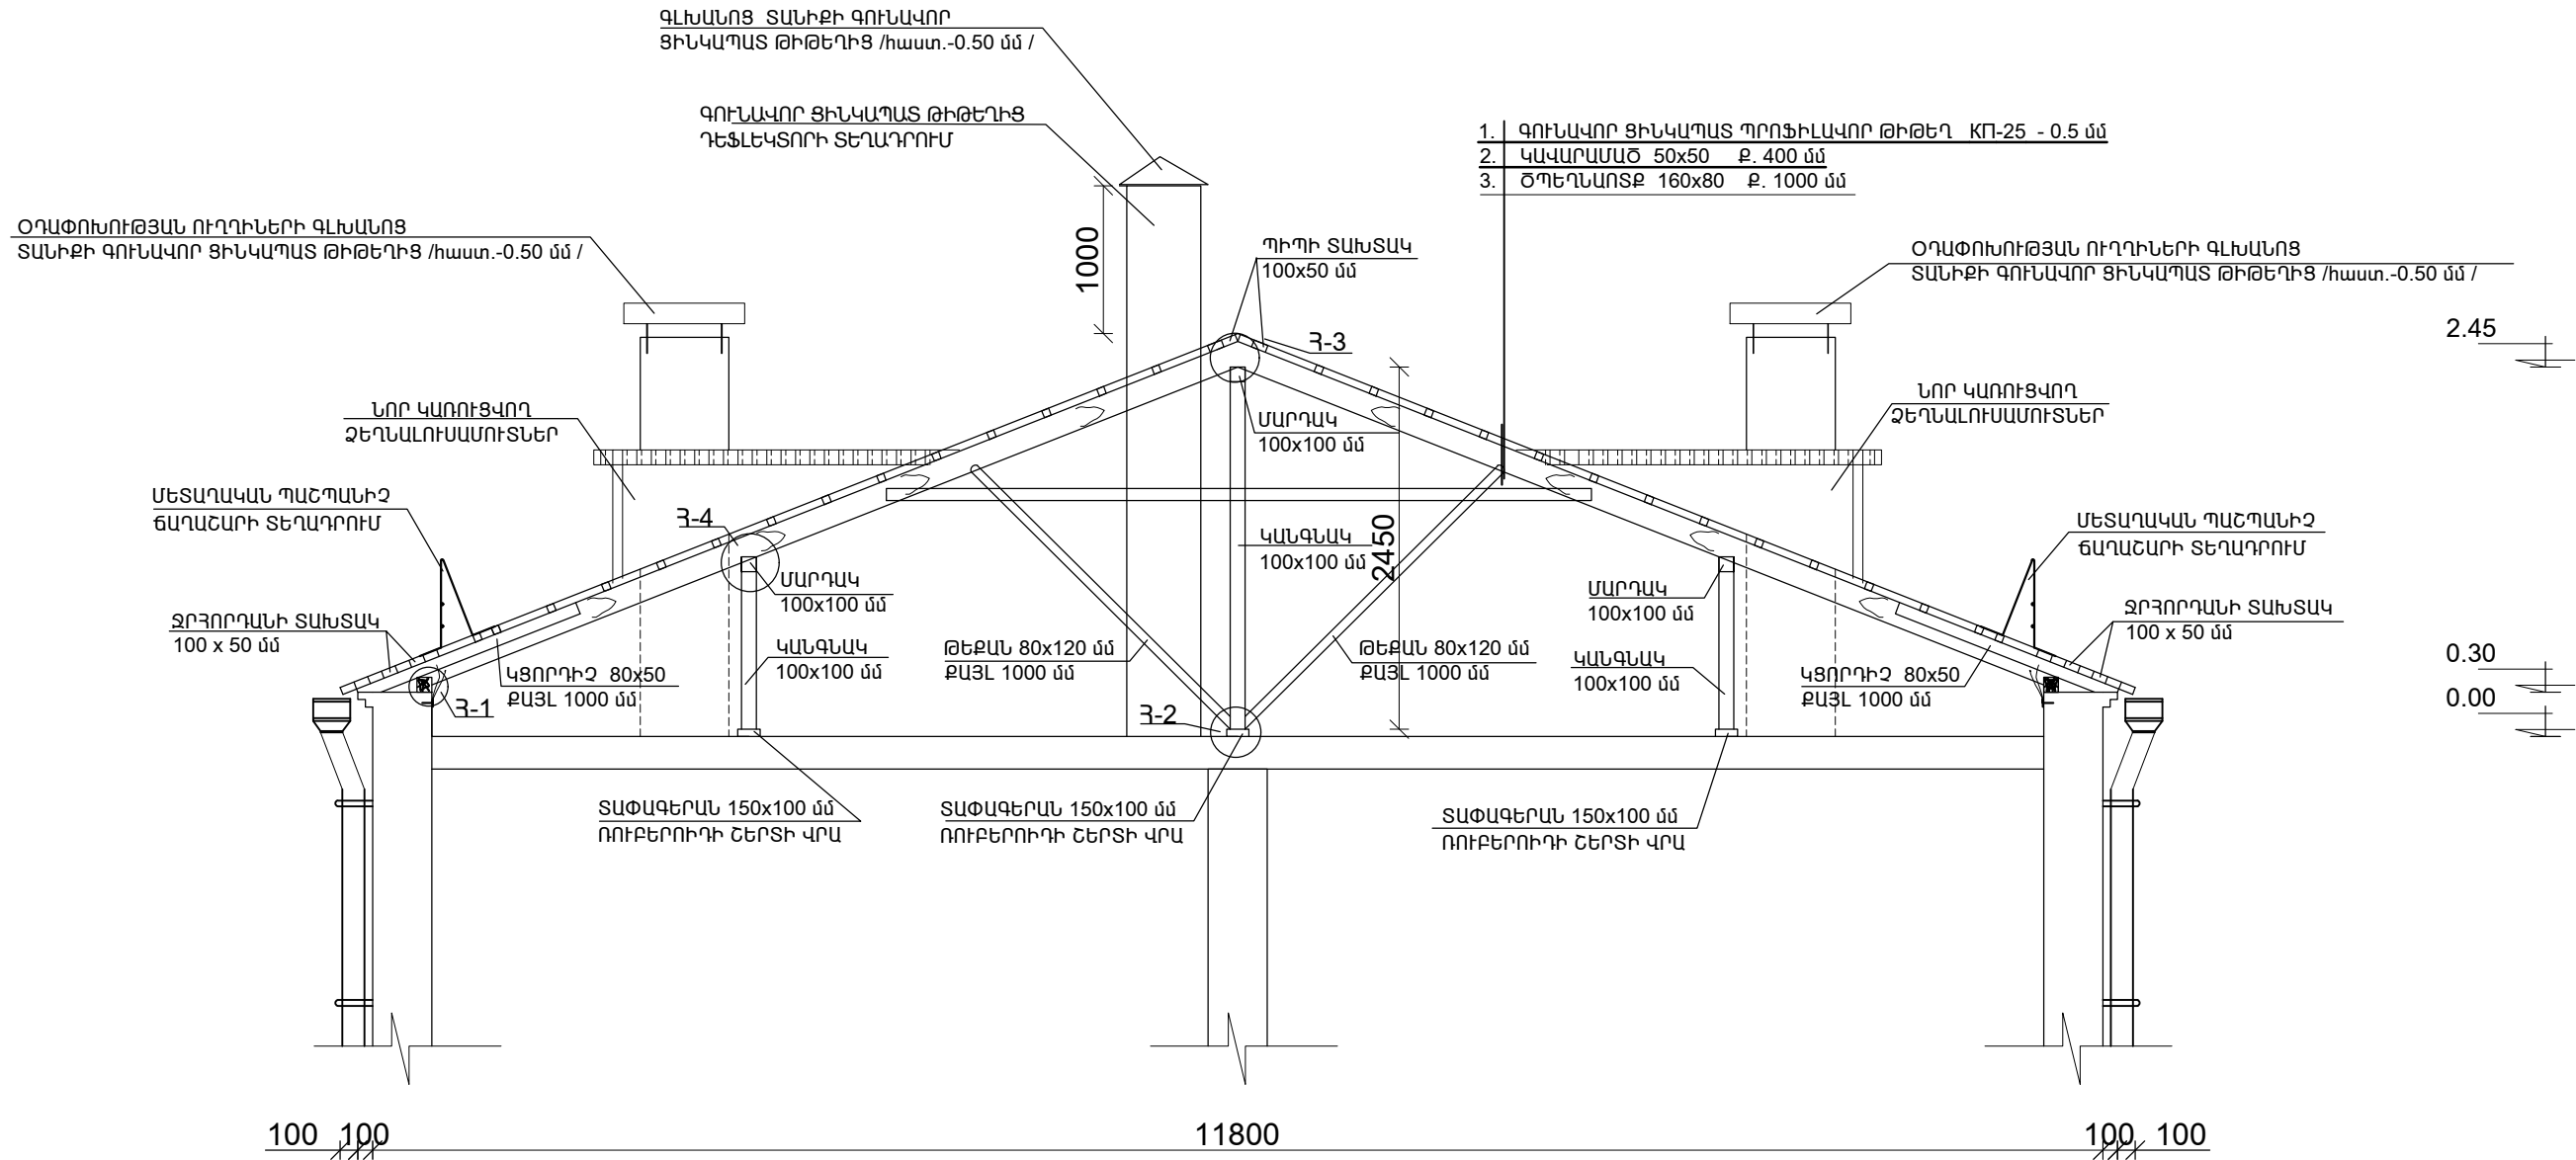 ԳԼԽԱՆՈՑ ՏԱՆԻՔԻ ԳՈՒՆԱՎՈՐ
ՑԻՆԿԱՊԱՏ ԹԻԹԵՂԻՑ /հաստ.-0.50 մմ /
ԳՈՒՆԱՎՈՐ ՑԻՆԿԱՊԱՏ ԹԻԹԵՂԻՑ
ԴԵՖԼԵԿՏՈՐԻ ՏԵՂԱԴՐՈՒՄ
1. ԳՈՒՆԱՎՈՐ ՑԻՆԿԱՊԱՏ ՊՐՈՖԻԼԱՎՈՐ ԹԻԹԵՂ КП-25 - 0.5 մմ
2. ԿԱՎԱՐԱՄԱԾ 50x50 Ք. 400 մմ
3. ԾՊԵՂՆԱՈՏՔ 160x80 Ք. 1000 մմ
ՕԴԱՓՈԽՈՒԹՅԱՆ ՈՒՂՂԻՆԵՐԻ ԳԼԽԱՆՈՑ
ՏԱՆԻՔԻ ԳՈՒՆԱՎՈՐ ՑԻՆԿԱՊԱՏ ԹԻԹԵՂԻՑ /հաստ.-0.50 մմ /
1000
ՊԻՊԻ ՏԱԽՏԱԿ
100x50 մմ
ՕԴԱՓՈԽՈՒԹՅԱՆ ՈՒՂՂԻՆԵՐԻ ԳԼԽԱՆՈՑ
ՏԱՆԻՔԻ ԳՈՒՆԱՎՈՐ ՑԻՆԿԱՊԱՏ ԹԻԹԵՂԻՑ /հաստ.-0.50 մմ /
2.45
Հ-3
ՆՈՐ ԿԱՌՈՒՑՎՈՂ
ՁԵՂՆԱԼՈՒՍԱՄՈՒՏՆԵՐ
ՄԱՐԴԱԿ
100x100 մմ
ՆՈՐ ԿԱՌՈՒՑՎՈՂ
ՁԵՂՆԱԼՈՒՍԱՄՈՒՏՆԵՐ
ՄԵՏԱՂԱԿԱՆ ՊԱՇՊԱՆԻՉ
ՃԱՂԱՇԱՐԻ ՏԵՂԱԴՐՈՒՄ
Հ-4
ԿԱՆԳՆԱԿ
100x100 մմ
2450
ՄԵՏԱՂԱԿԱՆ ՊԱՇՊԱՆԻՉ
ՃԱՂԱՇԱՐԻ ՏԵՂԱԴՐՈՒՄ
ՄԱՐԴԱԿ
100x100 մմ
ՄԱՐԴԱԿ
100x100 մմ
ՋՐՀՈՐԴԱՆԻ ՏԱԽՏԱԿ
100 x 50 մմ
ՋՐՀՈՐԴԱՆԻ ՏԱԽՏԱԿ
100 x 50 մմ
ԿՑՈՐԴԻՉ 80x50
ՔԱՅԼ 1000 մմ
ԿԱՆԳՆԱԿ
100x100 մմ
ԹԵՔԱՆ 80x120 մմ
ՔԱՅԼ 1000 մմ
ԹԵՔԱՆ 80x120 մմ
ՔԱՅԼ 1000 մմ
ԿԱՆԳՆԱԿ
100x100 մմ
ԿՑՈՐԴԻՉ 80x50
ՔԱՅԼ 1000 մմ
0.30
0.00
Հ-1
Հ-2
ՏԱՓԱԳԵՐԱՆ 150x100 մմ
ՌՈՒԲԵՐՈՒԴԻ ՇԵՐՏԻ ՎՐԱ
ՏԱՓԱԳԵՐԱՆ 150x100 մմ
ՌՈՒԲԵՐՈՒԴԻ ՇԵՐՏԻ ՎՐԱ
ՏԱՓԱԳԵՐԱՆ 150x100 մմ
ՌՈՒԲԵՐՈՒԴԻ ՇԵՐՏԻ ՎՐԱ
100 100 11800 100 100